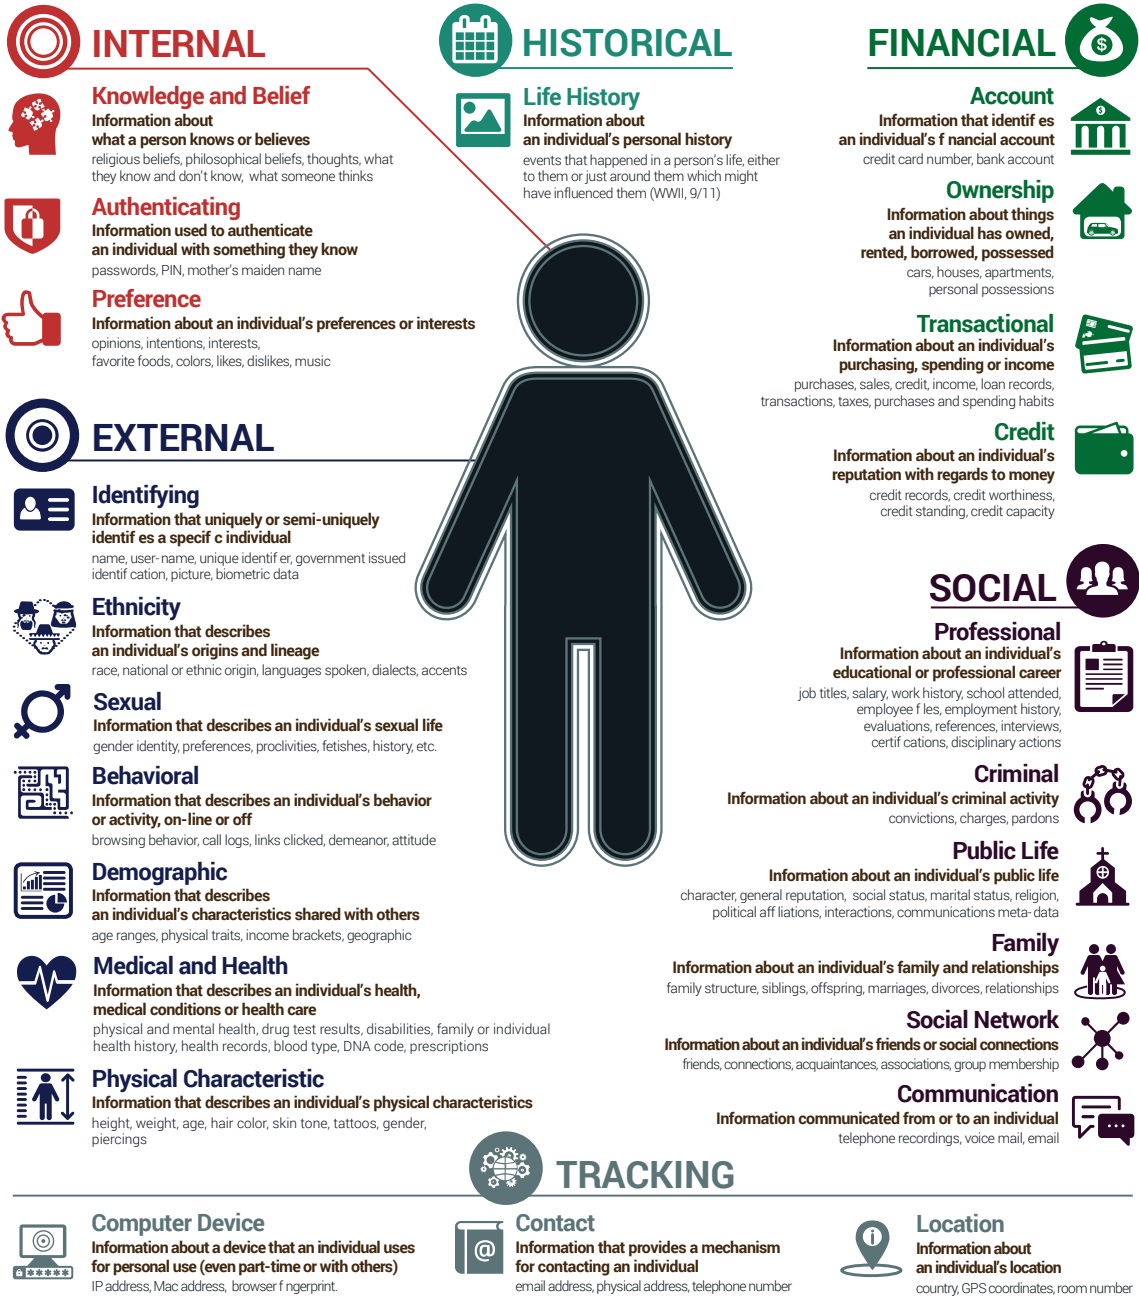 INTERNAL
Knowledge and Belief
Information about
what a person knows or believes
religious beliefs, philosophical beliefs, thoughts, what
they know and don't know, what someone thinks
Authenticating
Information used to authenticate
an individual with something they know
passwords, PIN, mother's maiden name
Preference
Information about an individual's preferences or interests
opinions, intentions, interests,
favorite foods, colors, likes, dislikes, music
HISTORICAL
Life History
Information about
an individual's personal history
events that happened in a person's life, either
to them or just around them which might
have influenced them (WWII, 9/11)
FINANCIAL
$
Account
Information that identif es
an individual's f nancial account
credit card number, bank account
$
Ownership
Information about things
an individual has owned,
rented, borrowed, possessed
cars, houses, apartments,
personal possessions
Transactional
Information about an individual's
purchasing, spending or income
purchases, sales, credit, income, loan records,
transactions, taxes, purchases and spending habits
Credit
Information about an individual's
reputation with regards to money
credit records, credit worthiness,
credit standing, credit capacity
EXTERNAL
Identifying
Information that uniquely or semi-uniquely
identif es a specif c individual
name, user-name, unique identif er, government issued
identif cation, picture, biometric data
Ethnicity
Information that describes
an individual's origins and lineage
race, national or ethnic origin, languages spoken, dialects, accents
Sexual
Information that describes an individual's sexual life
gender identity, preferences, proclivities, fetishes, history, etc.
Behavioral
Information that describes an individual's behavior
or activity, on-line or off
browsing behavior, call logs, links clicked, demeanor, attitude
Demographic
Information that describes
an individual's characteristics shared with others
age ranges, physical traits, income brackets, geographic
Medical and Health
Information that describes an individual's health,
medical conditions or health care
physical and mental health, drug test results, disabilities, family or individual
health history, health records, blood type, DNA code, prescriptions
Physical Characteristic
Information that describes an individual's physical characteristics
height, weight, age, hair color, skin tone, tattoos, gender,
piercings
SOCIAL
Professional
Information about an individual's
educational or professional career
job titles, salary, work history, school attended,
employee f les, employment history,
evaluations, references, interviews,
certif cations, disciplinary actions
Criminal
Information about an individual's criminal activity
convictions, charges, pardons
Public Life
Information about an individual's public life
character, general reputation, social status, marital status, religion,
political aff liations, interactions, communications meta-data
Family
Information about an individual's family and relationships
family structure, siblings, offspring, marriages, divorces, relationships
Social Network
Information about an individual's friends or social connections
friends, connections, acquaintances, associations, group membership
Communication
Information communicated from or to an individual
telephone recordings, voice mail, email
TRACKING
@
*****
Computer Device
Information about a device that an individual uses
for personal use (even part-time or with others)
IP address, Mac address, browser f ngerprint.
@
Contact
Information that provides a mechanism
for contacting an individual
email address, physical address, telephone number
i
Location
Information about
an individual's location
country, GPS coordinates, room number